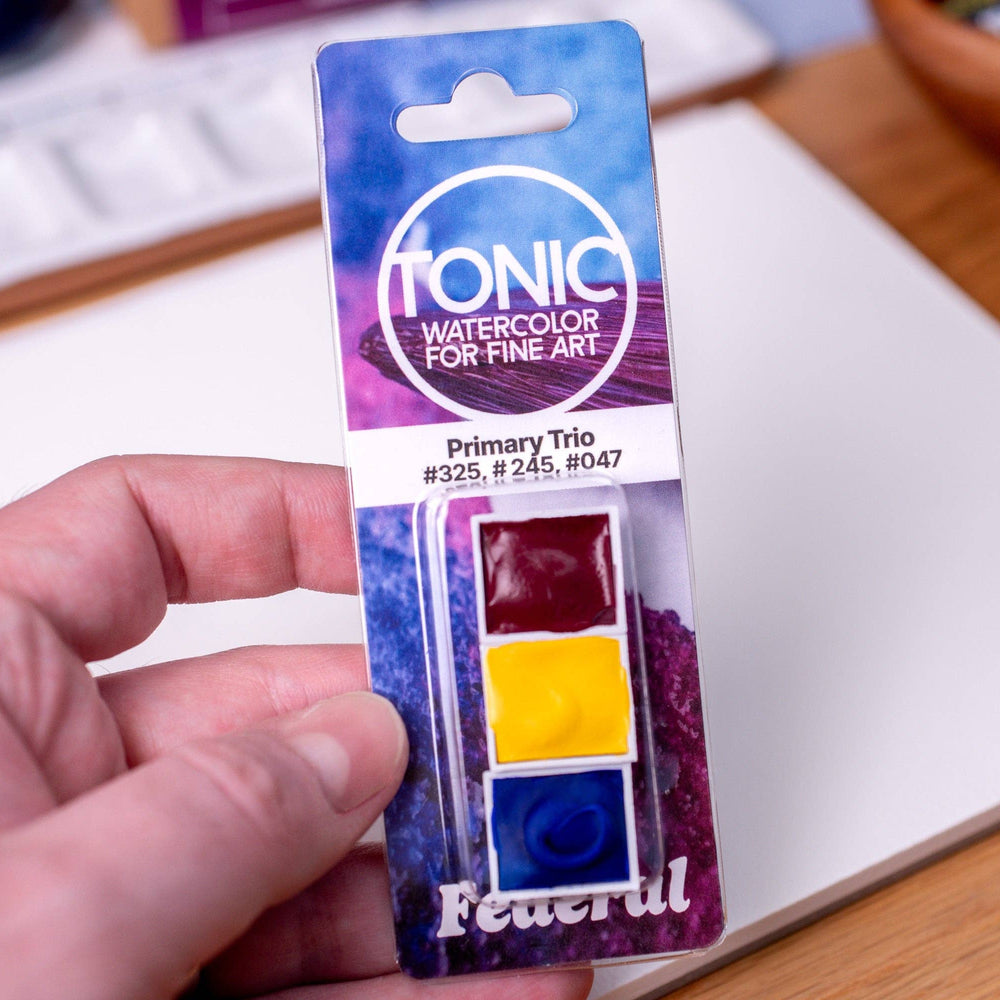 TONIC
WATERCOLOR
FOR FINE ART
Primary Trio
#325, #245, #047
Federal